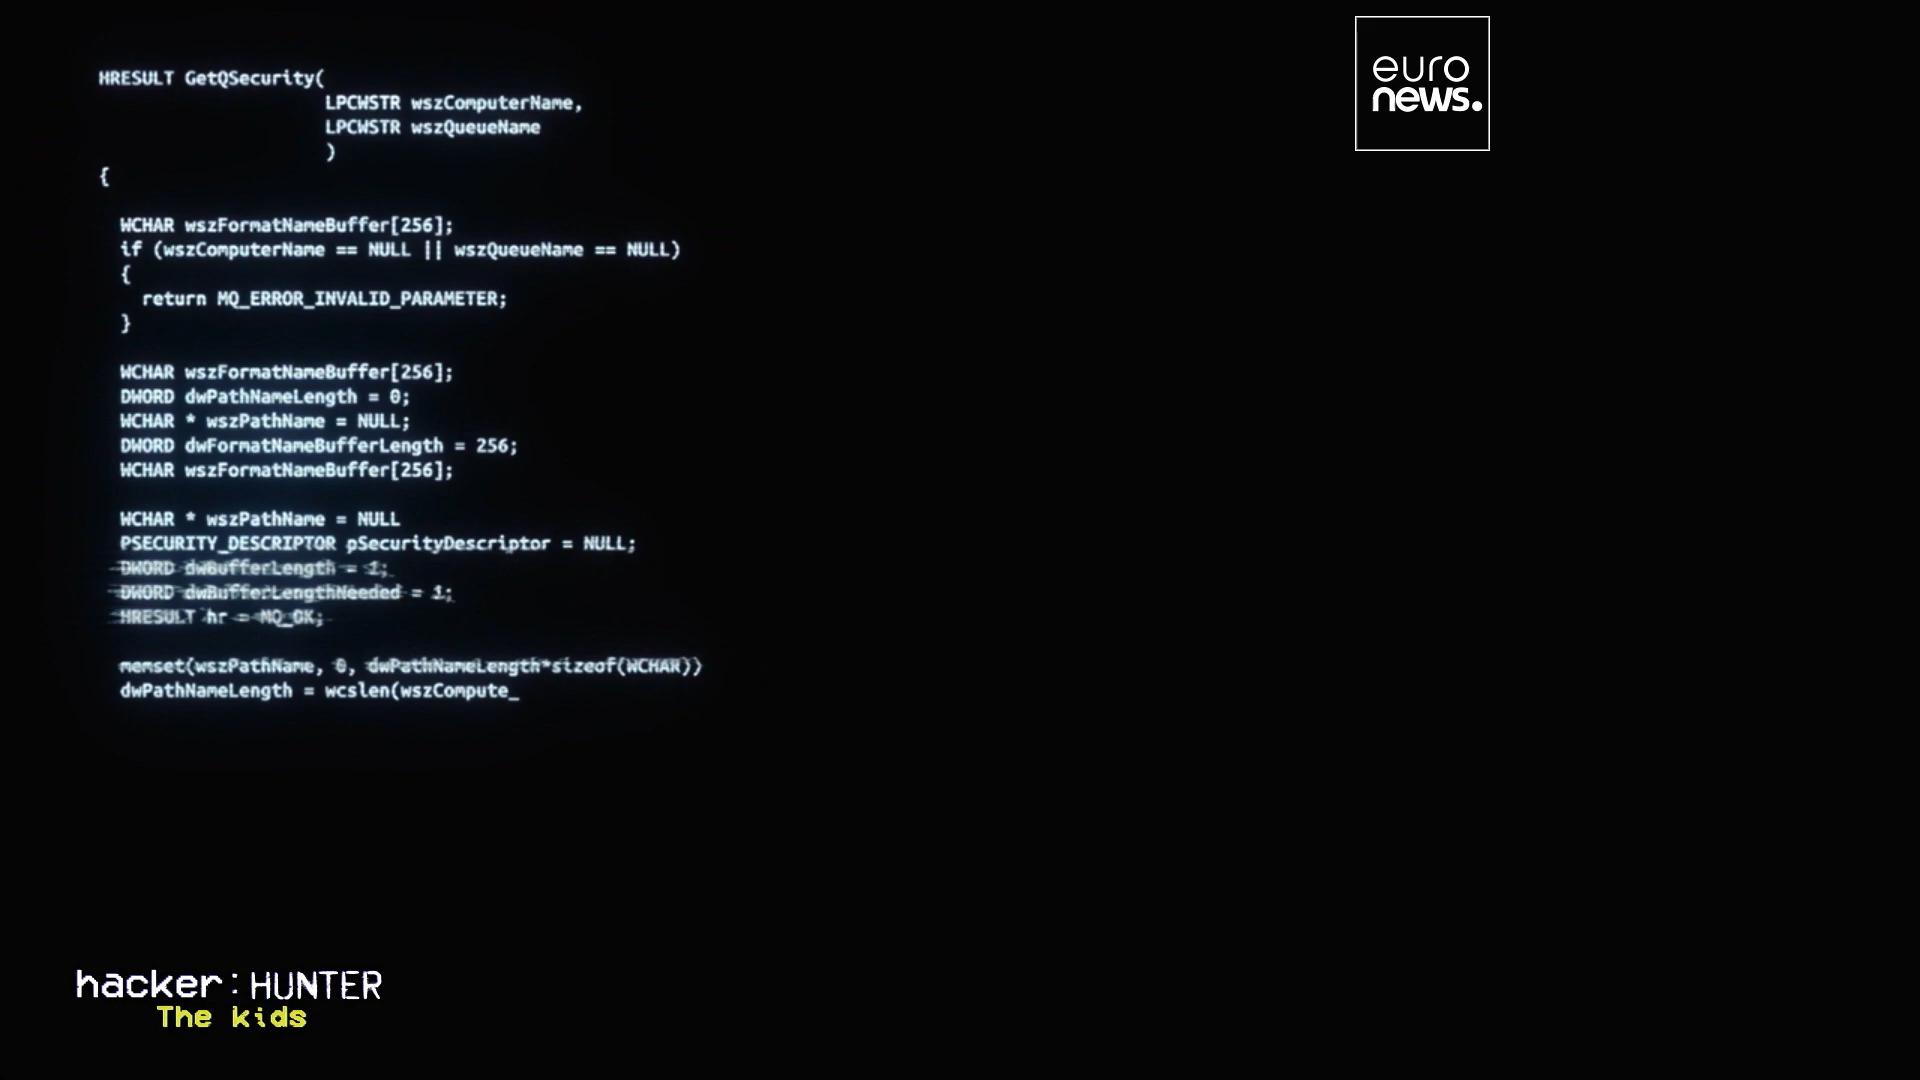 HRESULT GetQSecurity(
LPCWSTR wszComputerName,
LPCWSTR wszQueueName
)
{
WCHAR wszFormatNameBuffer[256];
if (wszComputerName == NULL || wszQueueName == NULL)
{
return MQ_ERROR_INVALID_PARAMETER;
}
WCHAR wszFormatNameBuffer[256];
DWORD dwPathNameLength = 0;
WCHAR * wszPathName = NULL;
DWORD dwFormatNameBufferLength = 256;
WCHAR wszFormatNameBuffer[256];
WCHAR * wszPathName = NULL
PSECURITY_DESCRIPTOR pSecurityDescriptor = NULL;
DWORD dwBufferLength = 1;
DWORD dwBufferLengthNeeded = 1;
HRESULT hr = MQ_OK;
memset(wszPathName, 0, dwPathNameLength*sizeof(WCHAR))
dwPathNameLength = wcslen(wszCompute_
euro
news.
hacker:HUNTER
The kids